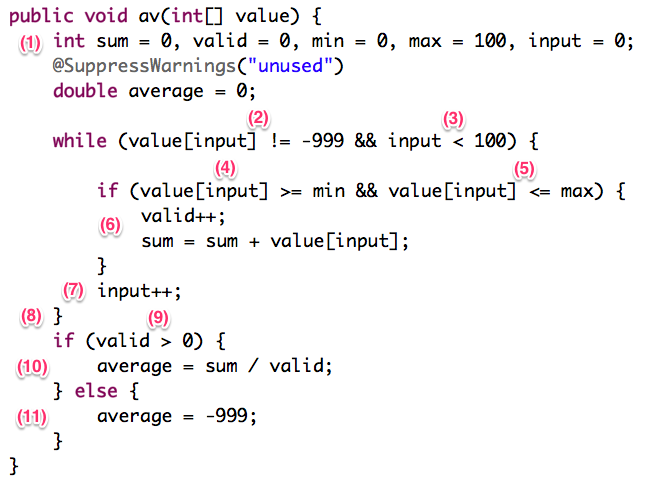 public void av(int[] value) {
(1) int sum = 0, valid = 0, min = 0, max = 100, input = 0;
@SuppressWarnings("unused")
double average = 0;
(2) (3)
while (value[input] != -999 && input < 100) {
(4) (5)
if (value[input] >= min && value[input] <= max) {
(6) valid++;
sum = sum + value[input];
}
(7) input++;
(8) } (9)
if (valid > 0) {
(10) average = sum / valid;
} else {
(11) average = -999;
}
}